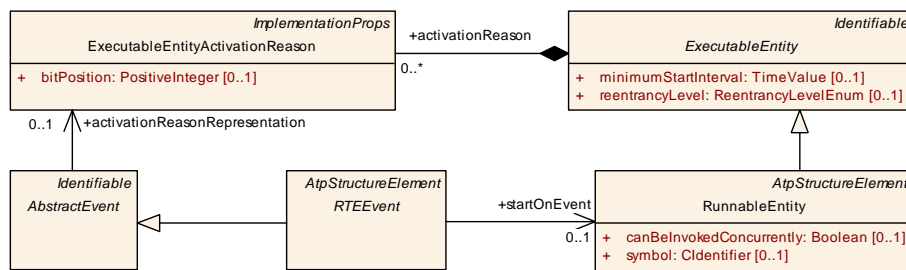 ImplementationProps
ExecutableEntityActivationReason
+ bitPosition: PositiveInteger [0..1]
+activationReason
0..*
Identifiable
ExecutableEntity
+ minimumStartInterval: TimeValue [0..1]
+ reentrancyLevel: ReentrancyLevelEnum [0..1]
0..1
+activationReasonRepresentation
Identifiable
AbstractEvent
AtpStructureElement
RTEEvent
+startOnEvent
0..1
AtpStructureElement
RunnableEntity
+ canBeInvokedConcurrently: Boolean [0..1]
+ symbol: CIdentifier [0..1]